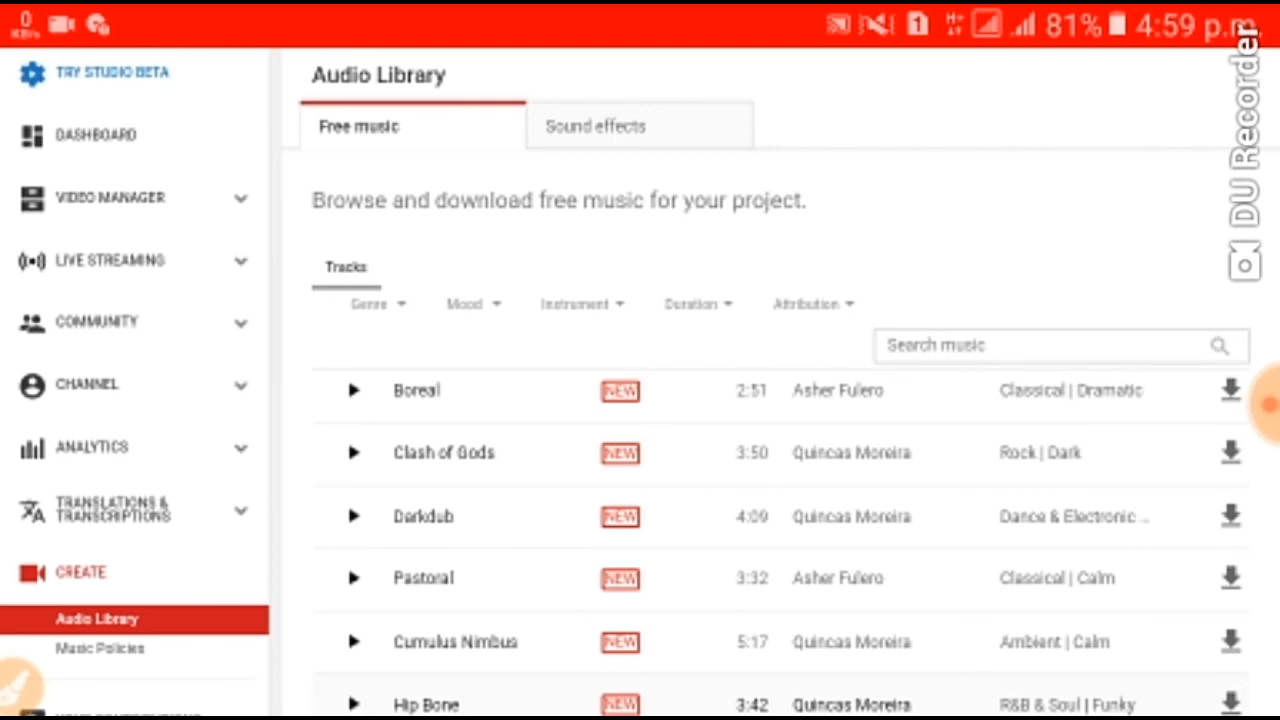 0
KB/s
1
81%
4:59 p.m.
DU Recorder
TRY STUDIO BETA
DASHBOARD
VIDEO MANAGER
LIVE STREAMING
COMMUNITY
CHANNEL
ANALYTICS
TRANSLATIONS &
TRANSCRIPTIONS
CREATE
Audio Library
Music Policies
Audio Library
Free music
Sound effects
Browse and download free music for your project.
Tracks
Genre
Mood
Instrument
Duration
Attribution
Search music
Boreal NEW 2:51 Asher Fulero Classical | Dramatic
Clash of Gods NEW 3:50 Quincas Moreira Rock | Dark
Darkdub NEW 4:09 Quincas Moreira Dance & Electronic ...
Pastoral NEW 3:32 Asher Fulero Classical | Calm
Cumulus Nimbus NEW 5:17 Quincas Moreira Ambient | Calm
Hip Bone NEW 3:42 Quincas Moreira R&B & Soul | Funky